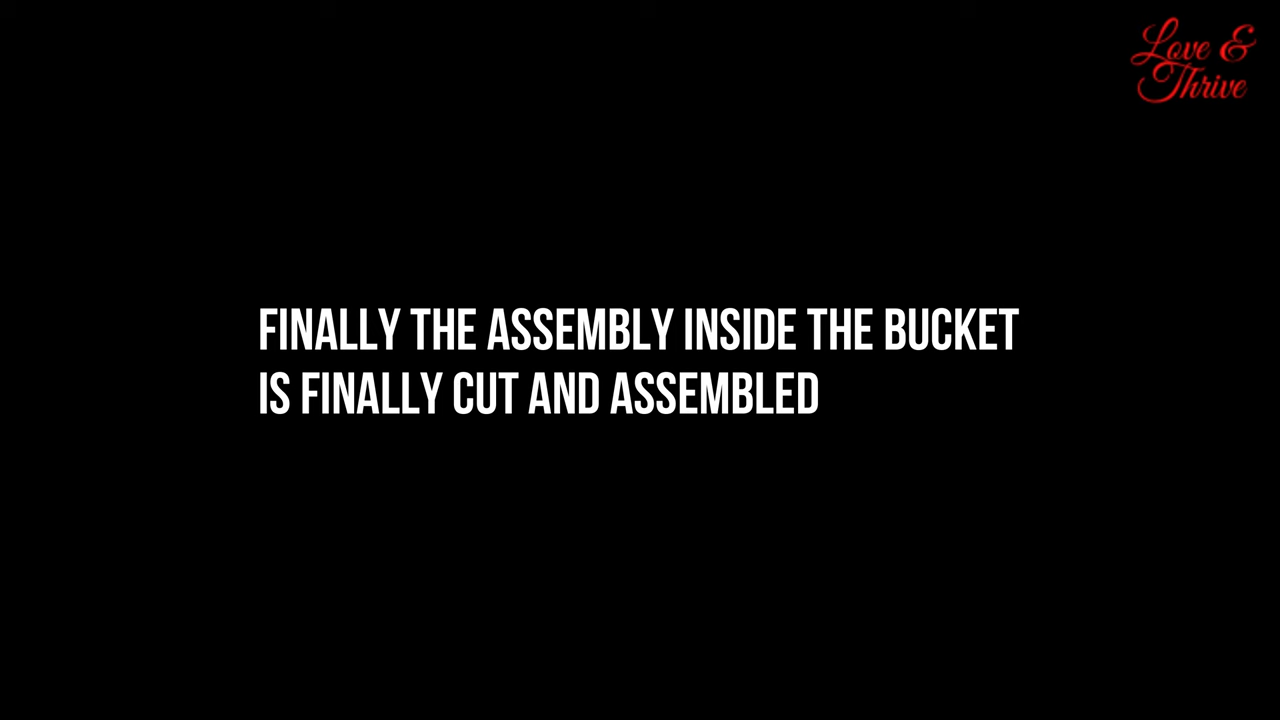 Love &
Thrive
FINALLY THE ASSEMBLY INSIDE THE BUCKET
IS FINALLY CUT AND ASSEMBLED